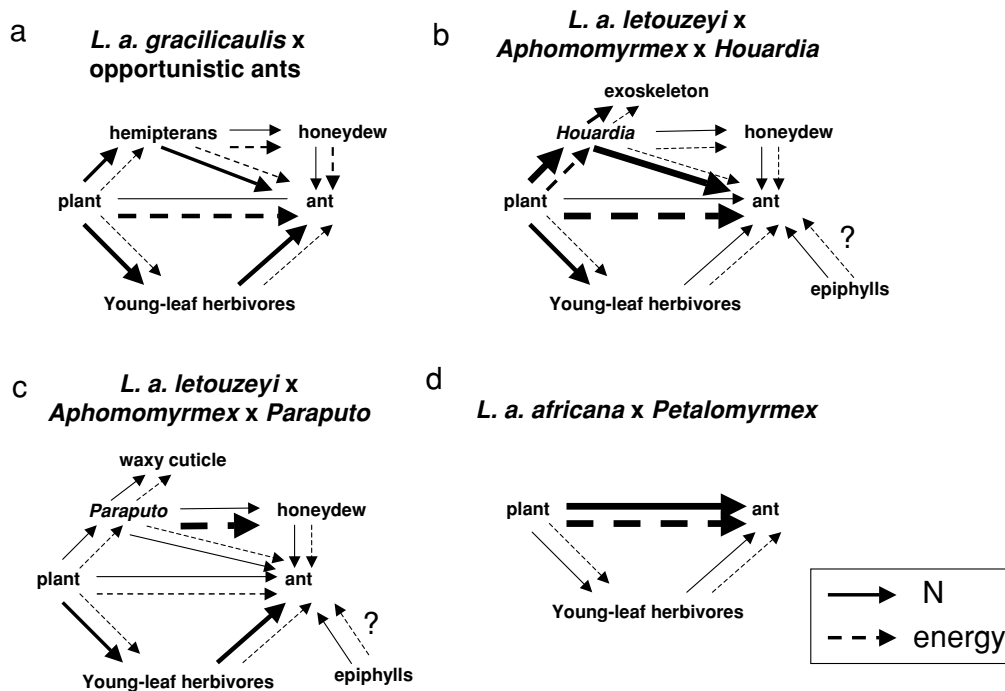 a
L. a. gracilicaulis x
opportunistic ants
hemipterans
honeydew
plant
ant
Young-leaf herbivores
b
L. a. letouzeyi x
Aphomomyrmex x Houardia
exoskeleton
Houardia
honeydew
plant
ant
?
epiphylls
Young-leaf herbivores
c
L. a. letouzeyi x
Aphomomyrmex x Paraputo
waxy cuticle
Paraputo
honeydew
plant
ant
?
epiphylls
Young-leaf herbivores
d
L. a. africana x Petalomyrmex
plant
ant
Young-leaf herbivores
N
energy